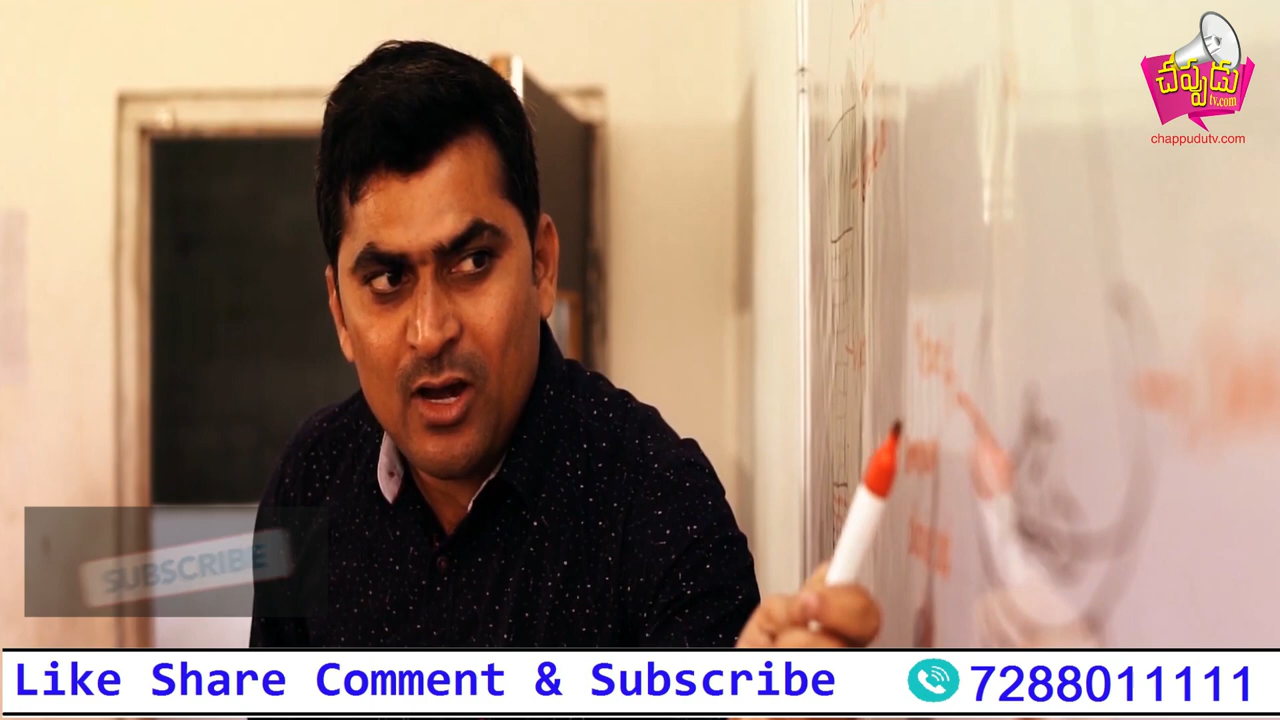 చప్పుడు
tv.com
chappudutv.com
SUBSCRIBE
Like Share Comment & Subscribe
7288011111